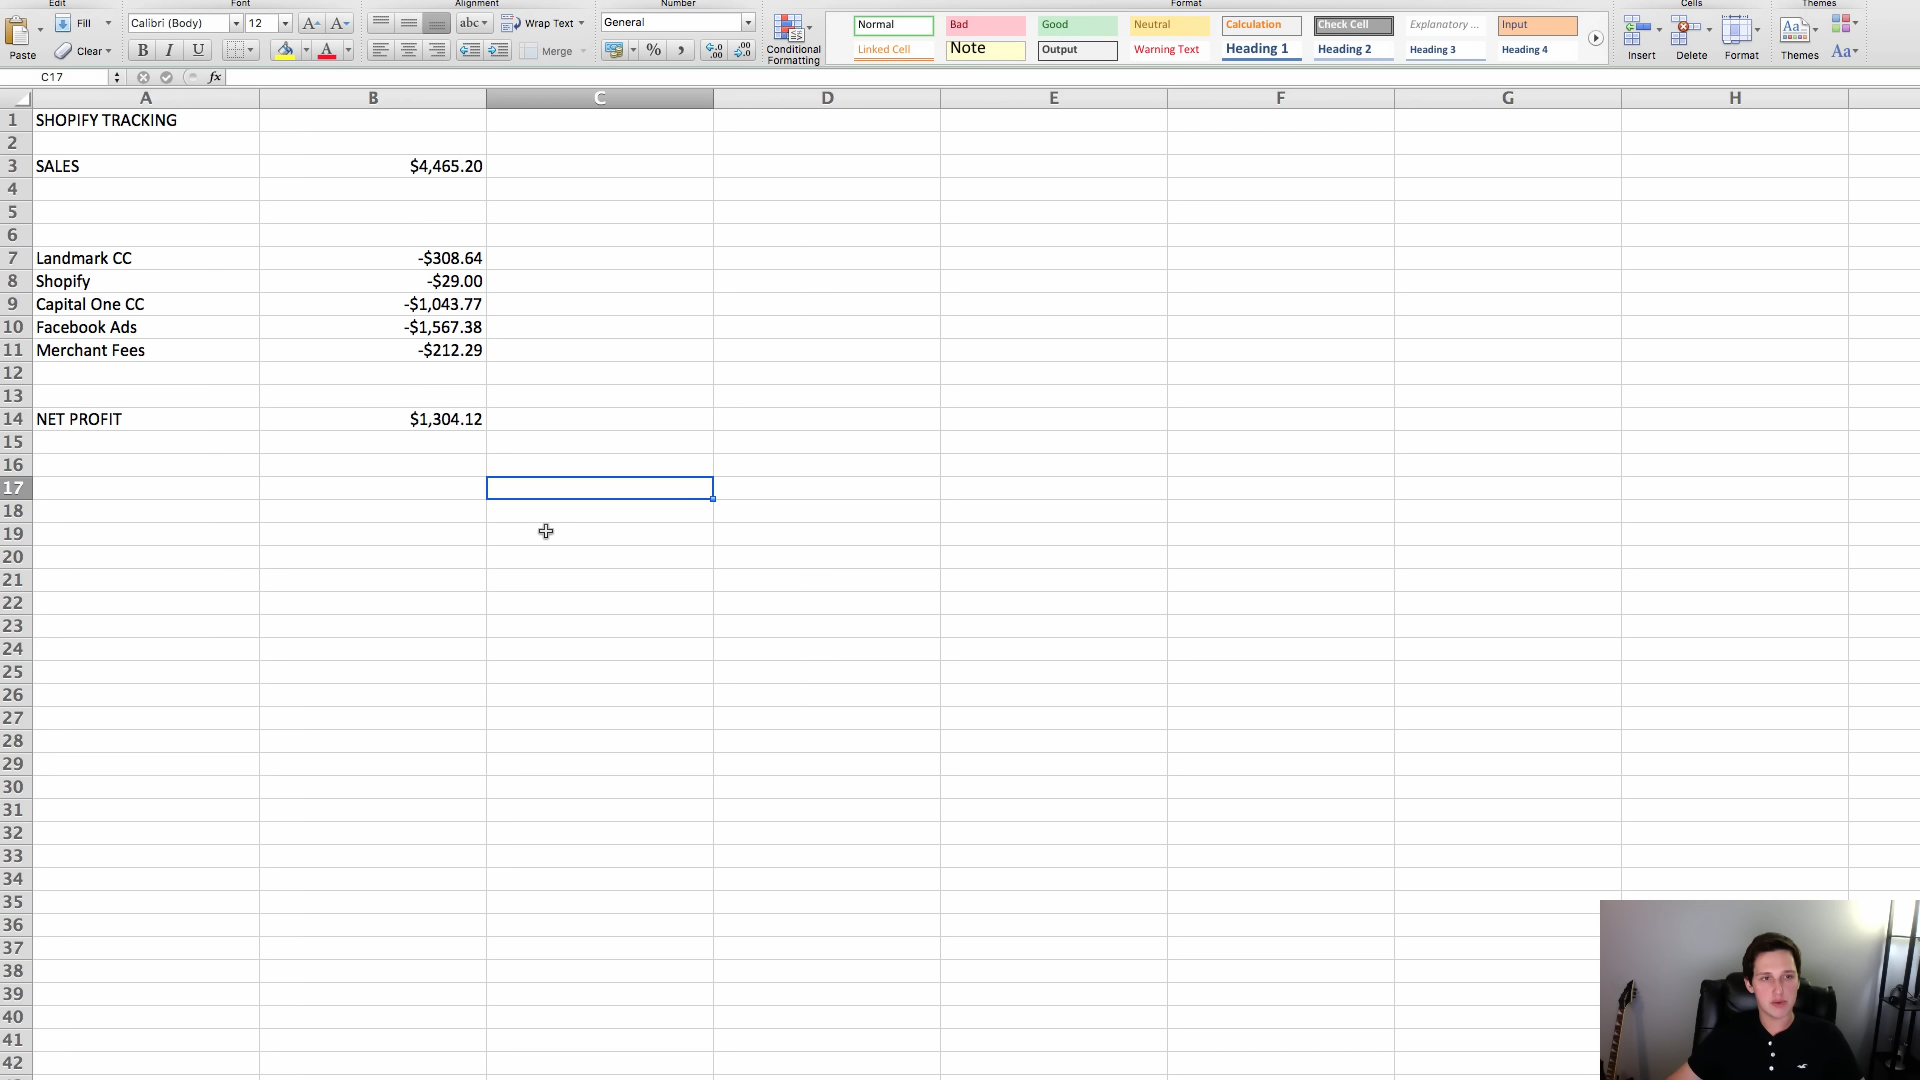 Edit Font Alignment Number Format Cells Themes
Paste Fill Clear Calibri (Body) 12 A A B I U A abc Wrap Text Merge General % , Conditional Formatting
Normal Bad Good Neutral Calculation Check Cell Explanatory ... Input
Linked Cell Note Output Warning Text Heading 1 Heading 2 Heading 3 Heading 4
Insert Delete Format Themes Aa
C17 fx
A B C D E F G H
1 SHOPIFY TRACKING
2
3 SALES $4,465.20
4
5
6
7 Landmark CC -$308.64
8 Shopify -$29.00
9 Capital One CC -$1,043.77
10 Facebook Ads -$1,567.38
11 Merchant Fees -$212.29
12
13
14 NET PROFIT $1,304.12
15
16
17
18
19
20
21
22
23
24
25
26
27
28
29
30
31
32
33
34
35
36
37
38
39
40
41
42